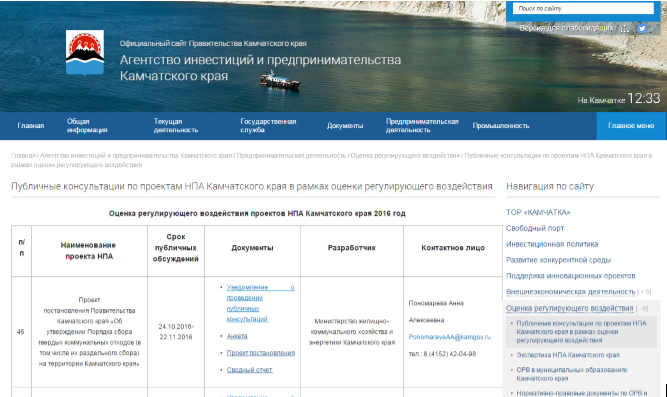 Поиск по сайту
Версия для слабовидящих
Официальный сайт Правительства Камчатского края
Агентство инвестиций и предпринимательства
Камчатского края
На Камчатке 12:33
Главная
Общая
информация
Текущая
деятельность
Государственная
служба
Документы
Предпринимательская
деятельность
Промышленность
Главное меню
Главная / Агентство инвестиций и предпринимательства Камчатского края / Предпринимательская деятельность / Оценка регулирующего воздействия / Публичные консультации по проектам НПА Камчатского края в
рамках оценки регулирующего воздействия
Публичные консультации по проектам НПА Камчатского края в рамках оценки регулирующего воздействия
Оценка регулирующего воздействия проектов НПА Камчатского края 2016 год
п/
п
Наименование
проекта НПА
Срок
публичных
обсуждений
Документы
Разработчик
Контактное лицо
46
Проект
постановления Правительства
Камчатского края «Об
утверждении Порядка сбора
твердых коммунальных отходов (в
том числе их раздельного сбора)
на территории Камчатского края»
24.10.2016-
22.11.2016
• Уведомление о
проведении
публичных
консультаций
• Анкета
• Проект постановления
• Сводный отчет
Министерство жилищно-
коммунального хозяйства и
энергетики Камчатского края
Пономарева Анна
Алексеевна
PonomarevaAA@kamgov.ru
тел.: 8 (4152) 42-04-98
Навигация по сайту
ТОР «КАМЧАТКА»
Свободный порт
Инвестиционная политика
Развитие конкурентной среды
Поддержка инновационных проектов
Внешнеэкономическая деятельность (+ 5)
Оценка регулирующего воздействия (−6)
• Публичные консультации по проектам НПА
Камчатского края в рамках оценки
регулирующего воздействия
• Экспертиза НПА Камчатского края
• ОРВ в муниципальных образованиях
Камчатского края
• Нормативно-правовые документы по ОРВ и